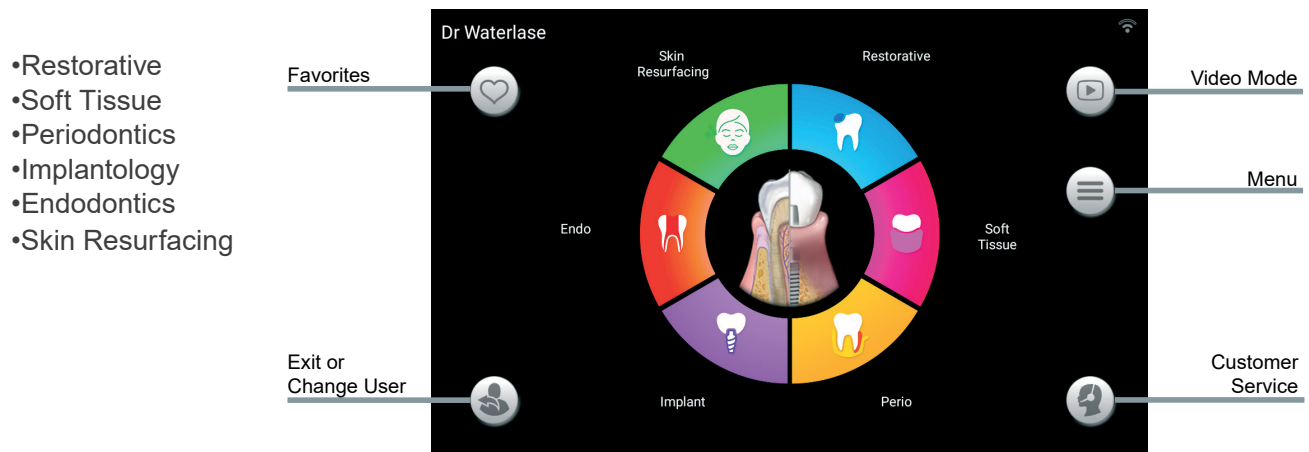 •Restorative
•Soft Tissue
•Periodontics
•Implantology
•Endodontics
•Skin Resurfacing
Favorites
Exit or
Change User
Dr Waterlase
Skin
Resurfacing
Restorative
Endo
Soft
Tissue
Implant
Perio
Video Mode
Menu
Customer
Service